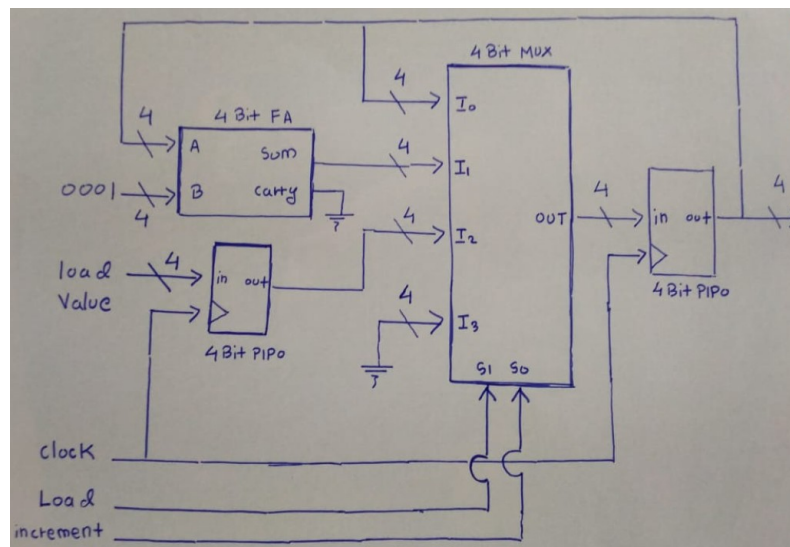 4 Bit MUX
4
4
I0
4 Bit FA
A
Sum
4
I1
0001
4
B
carry
4
I2
OUT
4
in
out
4
4 Bit PIPO
load
Value
4
in
out
4 Bit PIPO
4
I3
S1
S0
Clock
Load
increment